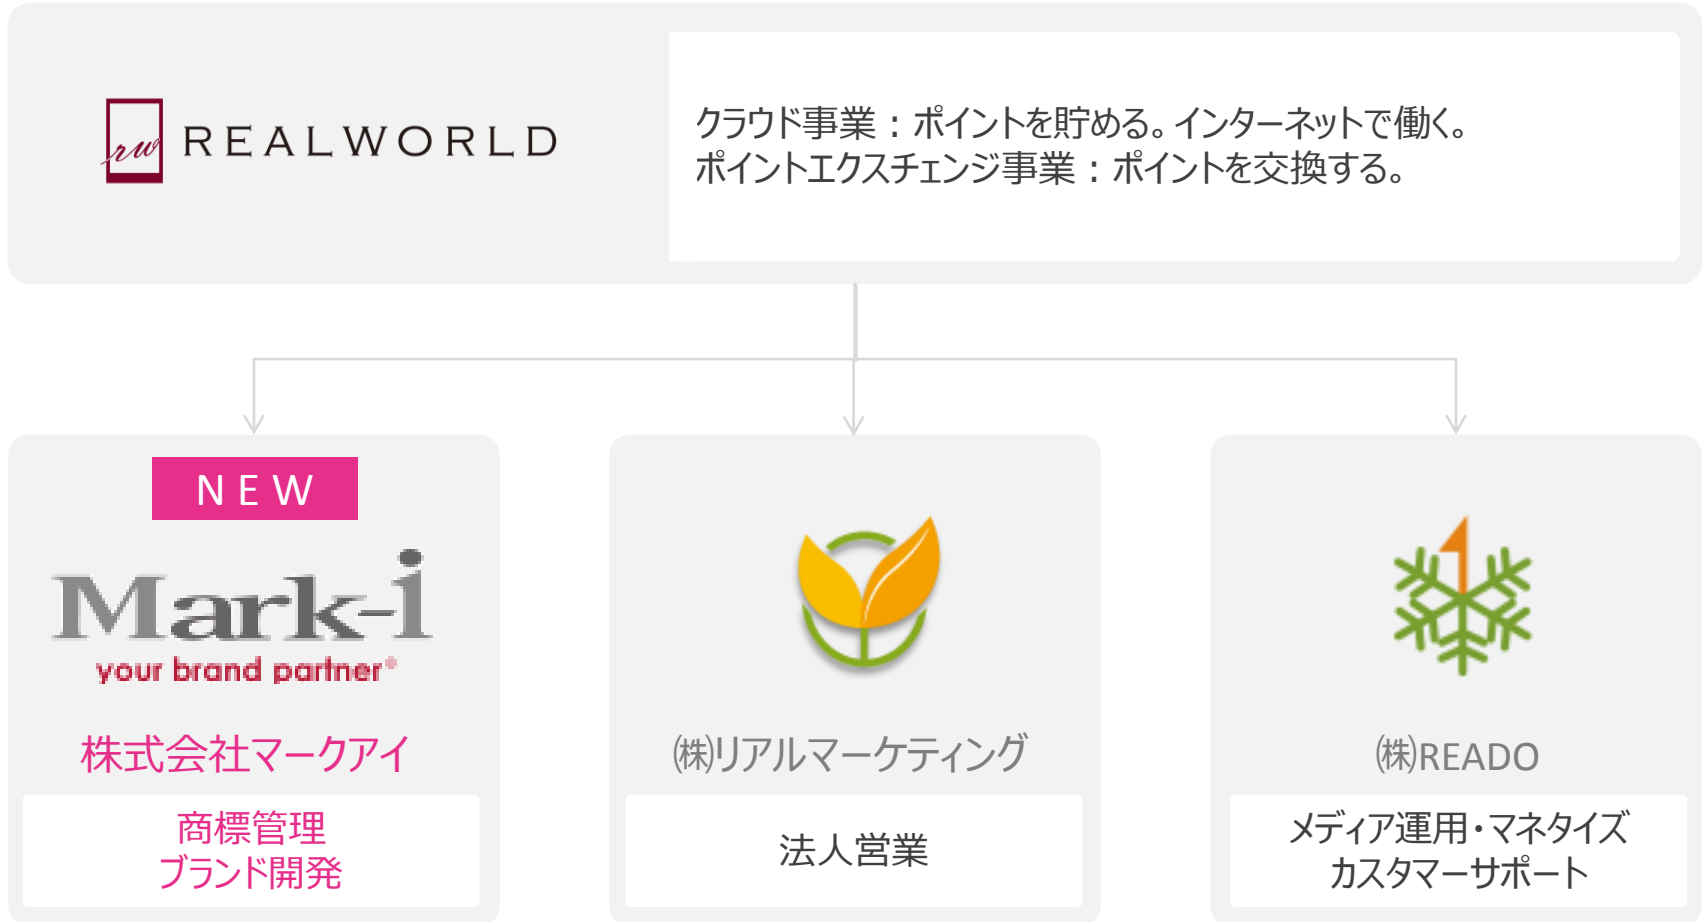 rw REALWORLD
クラウド事業：ポイントを貯める。インターネットで働く。
ポイントエクスチェンジ事業：ポイントを交換する。
NEW
Mark-i
your brand partner®
株式会社マークアイ
商標管理
ブランド開発
㈱リアルマーケティング
法人営業
㈱READO
メディア運用・マネタイズ
カスタマーサポート